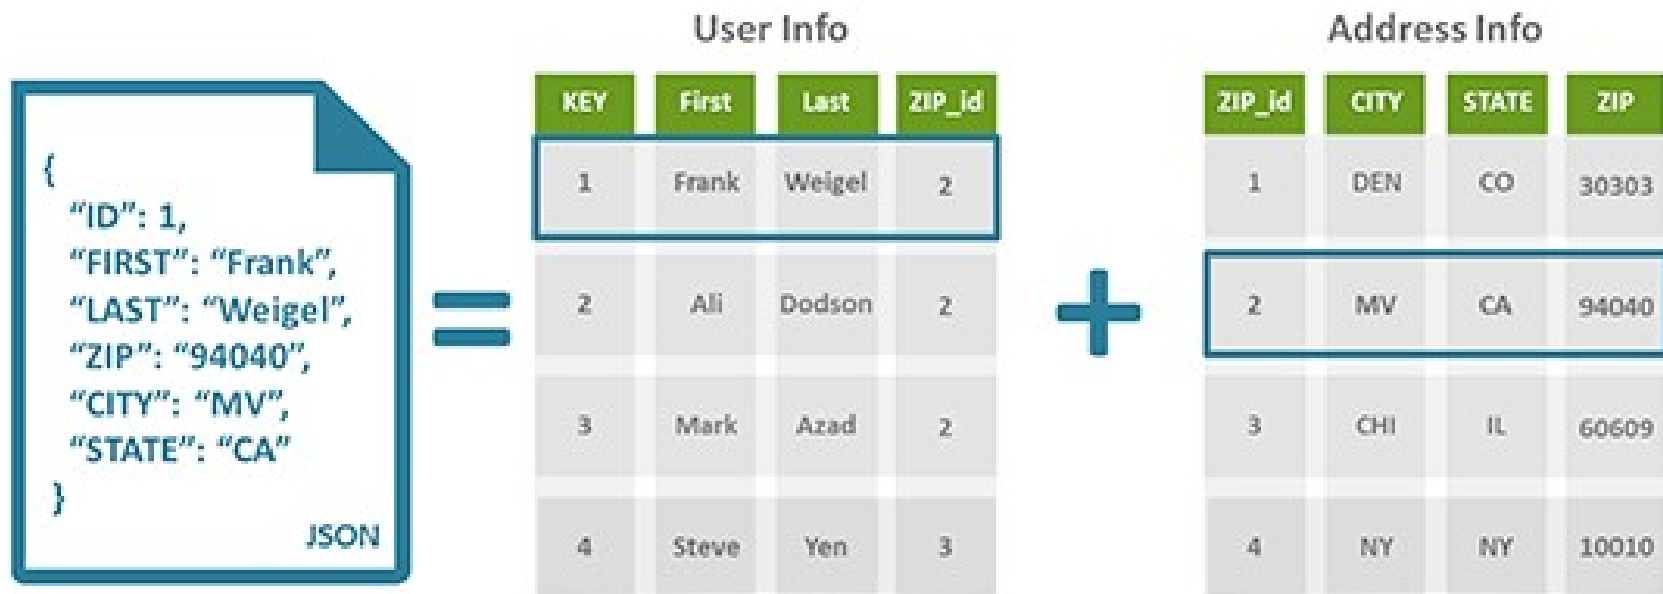 {
“ID”: 1,
“FIRST”: “Frank”,
“LAST”: “Weigel”,
“ZIP”: “94040”,
“CITY”: “MV”,
“STATE”: “CA”
}
JSON
=
User Info
KEY First Last ZIP_id
1 Frank Weigel 2
2 Ali Dodson 2
3 Mark Azad 2
4 Steve Yen 3
+
Address Info
ZIP_id CITY STATE ZIP
1 DEN CO 30303
2 MV CA 94040
3 CHI IL 60609
4 NY NY 10010